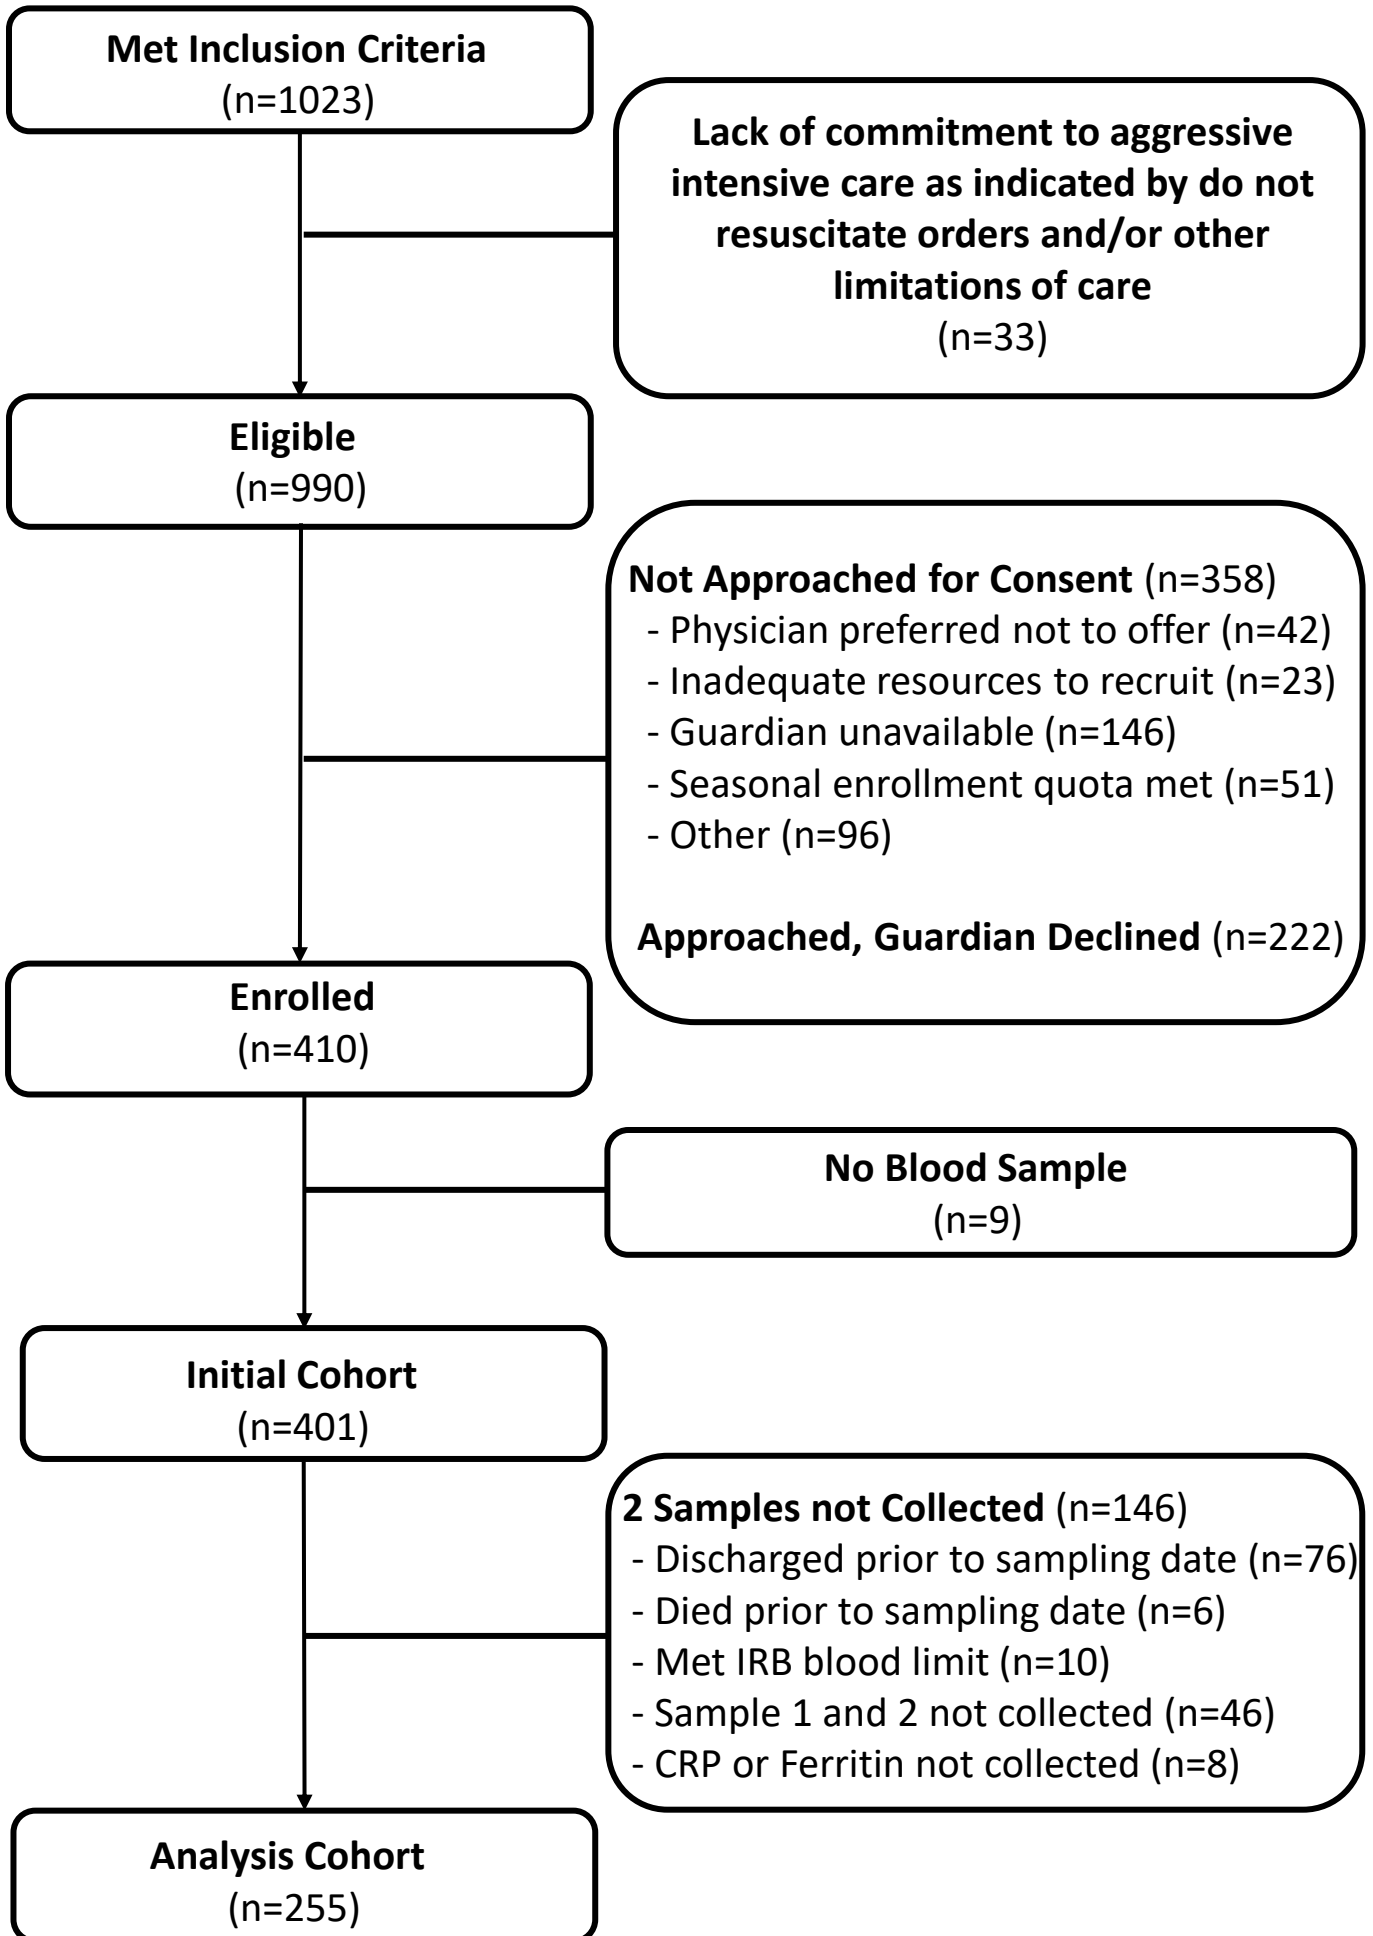 Met Inclusion Criteria
(n=1023)
Lack of commitment to aggressive
intensive care as indicated by do not
resuscitate orders and/or other
limitations of care
(n=33)
Eligible
(n=990)
Not Approached for Consent (n=358)
- Physician preferred not to offer (n=42)
- Inadequate resources to recruit (n=23)
- Guardian unavailable (n=146)
- Seasonal enrollment quota met (n=51)
- Other (n=96)
Approached, Guardian Declined (n=222)
Enrolled
(n=410)
No Blood Sample
(n=9)
Initial Cohort
(n=401)
2 Samples not Collected (n=146)
- Discharged prior to sampling date (n=76)
- Died prior to sampling date (n=6)
- Met IRB blood limit (n=10)
- Sample 1 and 2 not collected (n=46)
- CRP or Ferritin not collected (n=8)
Analysis Cohort
(n=255)